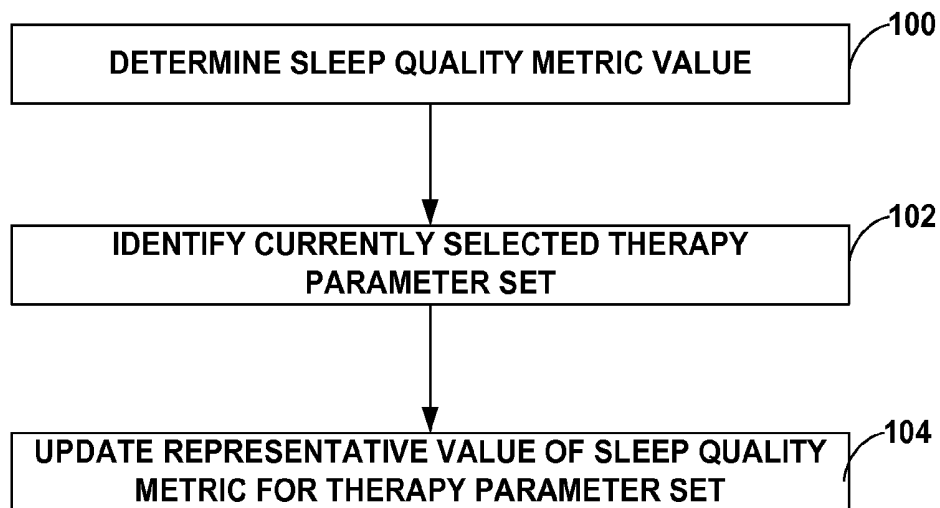 100
DETERMINE SLEEP QUALITY METRIC VALUE
102
IDENTIFY CURRENTLY SELECTED THERAPY
PARAMETER SET
104
UPDATE REPRESENTATIVE VALUE OF SLEEP QUALITY
METRIC FOR THERAPY PARAMETER SET